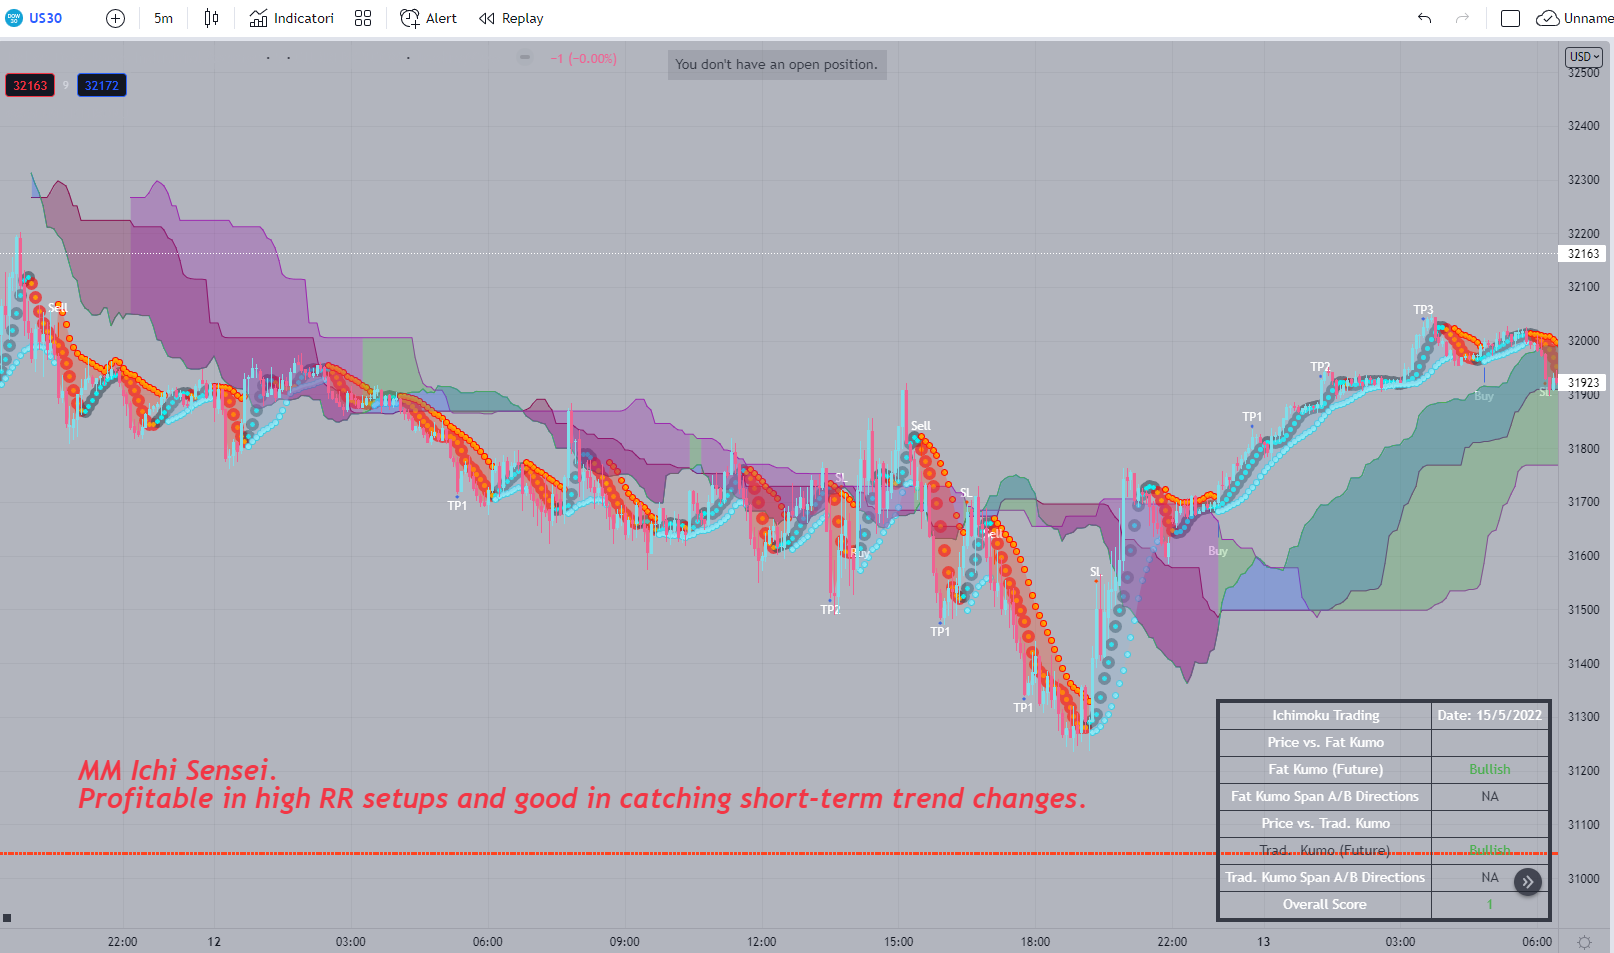 DOW 30 US30 5m Indicatori Alert Replay Unname
−1 (−0.00%) You don't have an open position. USD
32163 9 32172
32500
32400
32300
32200
32163
32100
32000
31923
31900
31800
31700
31600
31500
31400
31300
31200
31100
31000
Sell
TP1
SL
Buy
TP2
Sell
TP1
SL
Sell
TP1
SL
Buy
TP1
TP2
TP3
Buy
SL
MM Ichi Sensei.
Profitable in high RR setups and good in catching short-term trend changes.
Ichimoku Trading Date: 15/5/2022
Price vs. Fat Kumo
Fat Kumo (Future) Bullish
Fat Kumo Span A/B Directions NA
Price vs. Trad. Kumo
Trad. Kumo (Future) Bullish
Trad. Kumo Span A/B Directions NA
Overall Score 1
22:00 12 03:00 06:00 09:00 12:00 15:00 18:00 22:00 13 03:00 06:00